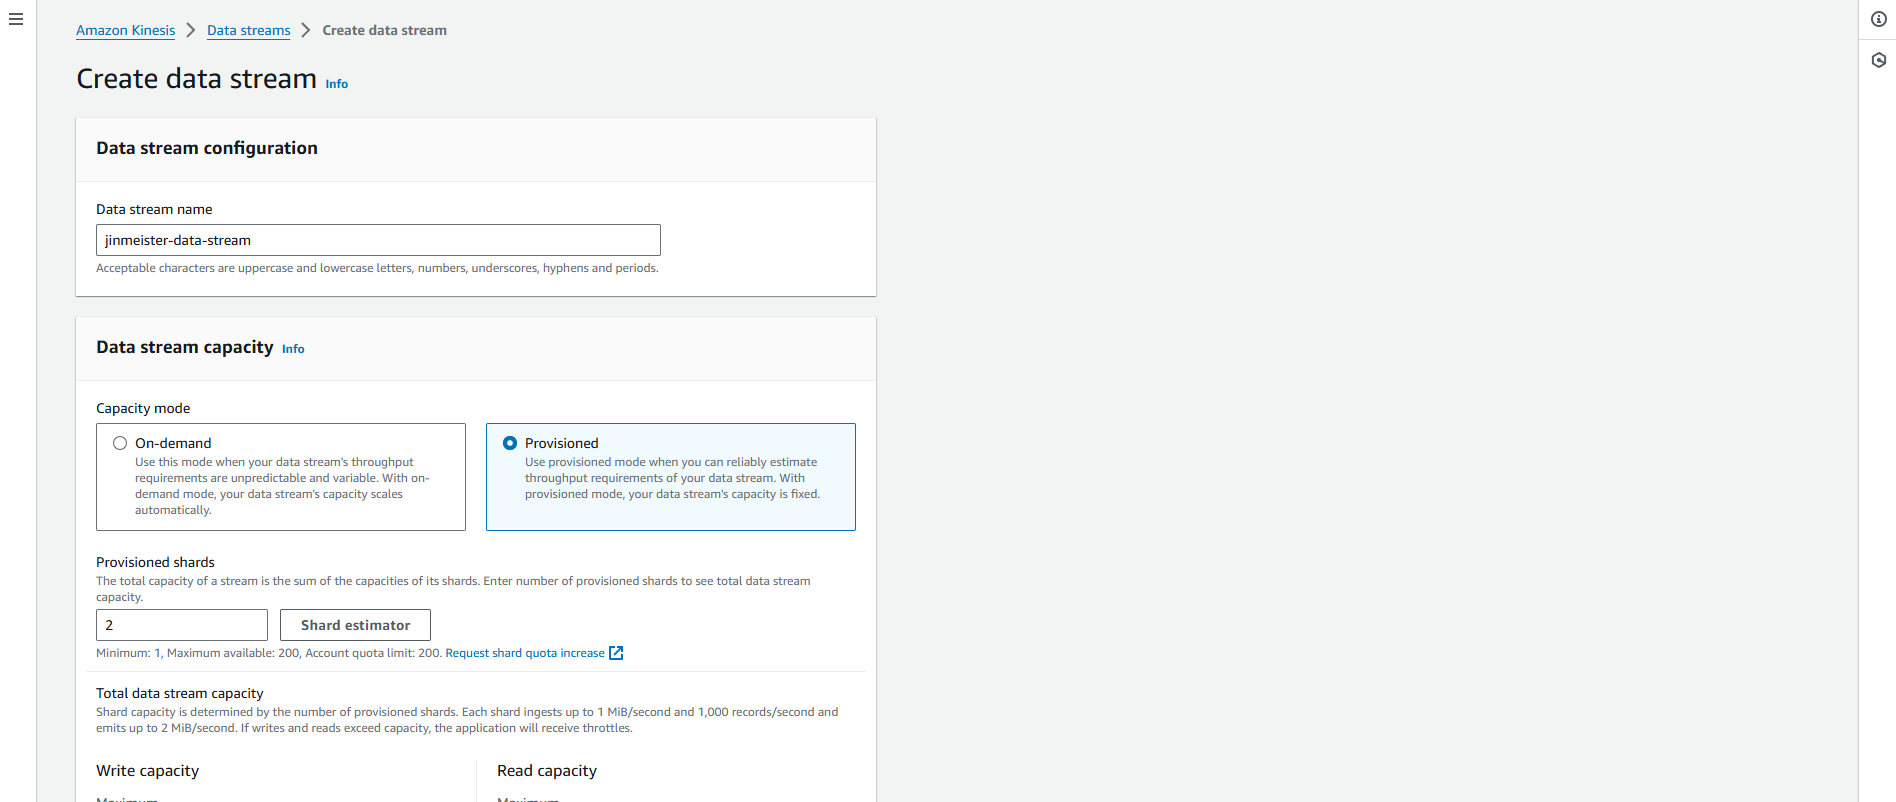 Amazon Kinesis > Data streams > Create data stream
Create data stream Info
Data stream configuration
Data stream name
jinmeister-data-stream
Acceptable characters are uppercase and lowercase letters, numbers, underscores, hyphens and periods.
Data stream capacity Info
Capacity mode
On-demand
Use this mode when your data stream's throughput
requirements are unpredictable and variable. With on-
demand mode, your data stream's capacity scales
automatically.
Provisioned
Use provisioned mode when you can reliably estimate
throughput requirements of your data stream. With
provisioned mode, your data stream's capacity is fixed.
Provisioned shards
The total capacity of a stream is the sum of the capacities of its shards. Enter number of provisioned shards to see total data stream
capacity.
2 Shard estimator
Minimum: 1, Maximum available: 200, Account quota limit: 200. Request shard quota increase
Total data stream capacity
Shard capacity is determined by the number of provisioned shards. Each shard ingests up to 1 MiB/second and 1,000 records/second and
emits up to 2 MiB/second. If writes and reads exceed capacity, the application will receive throttles.
Write capacity
Maximum
Read capacity
Maximum